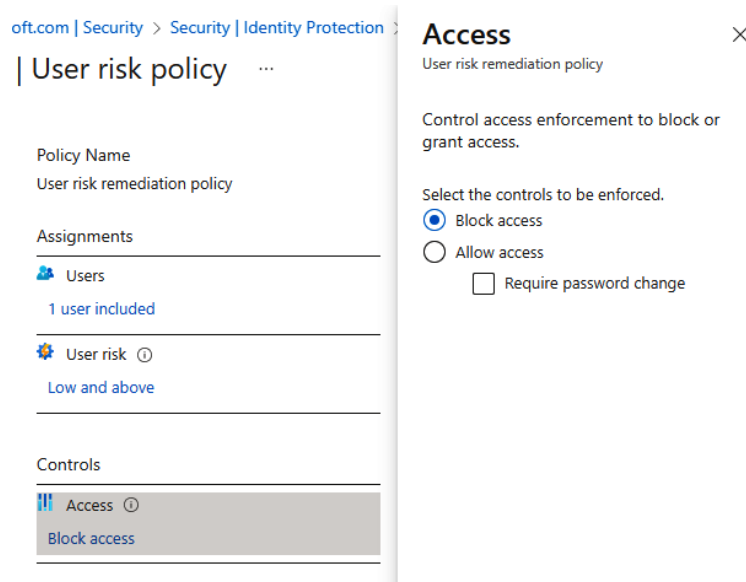 oft.com | Security > Security | Identity Protection >
| User risk policy ...
Policy Name
User risk remediation policy
Assignments
Users
1 user included
User risk
Low and above
Controls
Access
Block access
Access
User risk remediation policy
Control access enforcement to block or
grant access.
Select the controls to be enforced.
Block access
Allow access
Require password change